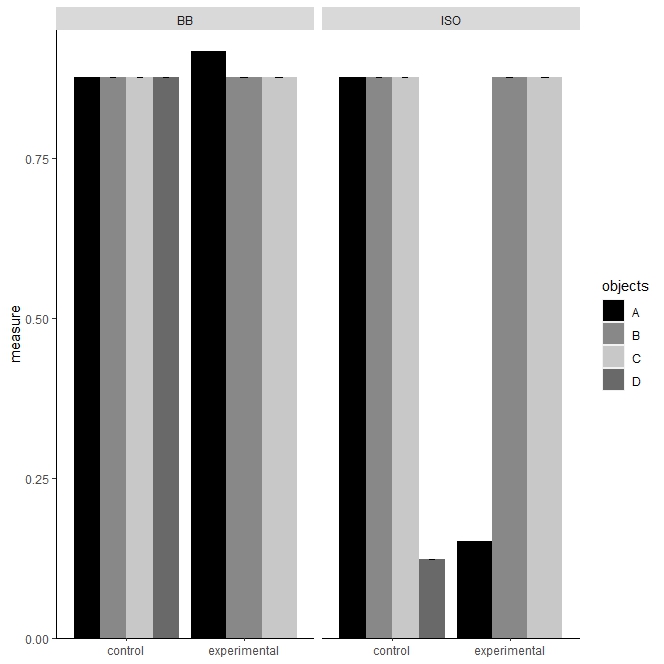 BB
ISO
measure
0.75
0.50
0.25
0.00
control
experimental
control
experimental
objects
A
B
C
D